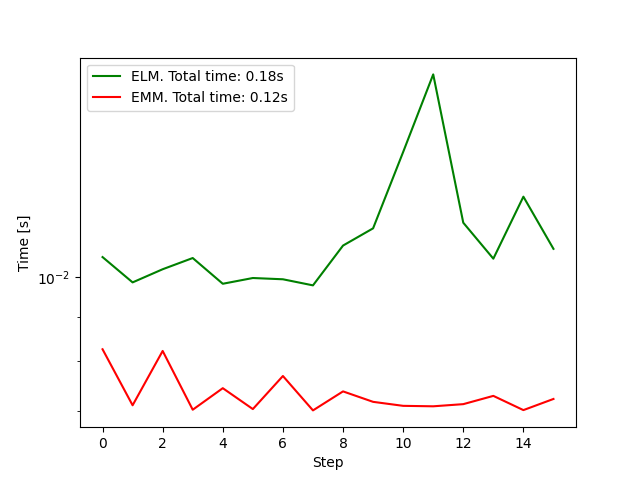 ELM. Total time: 0.18s
EMM. Total time: 0.12s
Time [s]
10⁻²
0 2 4 6 8 10 12 14
Step